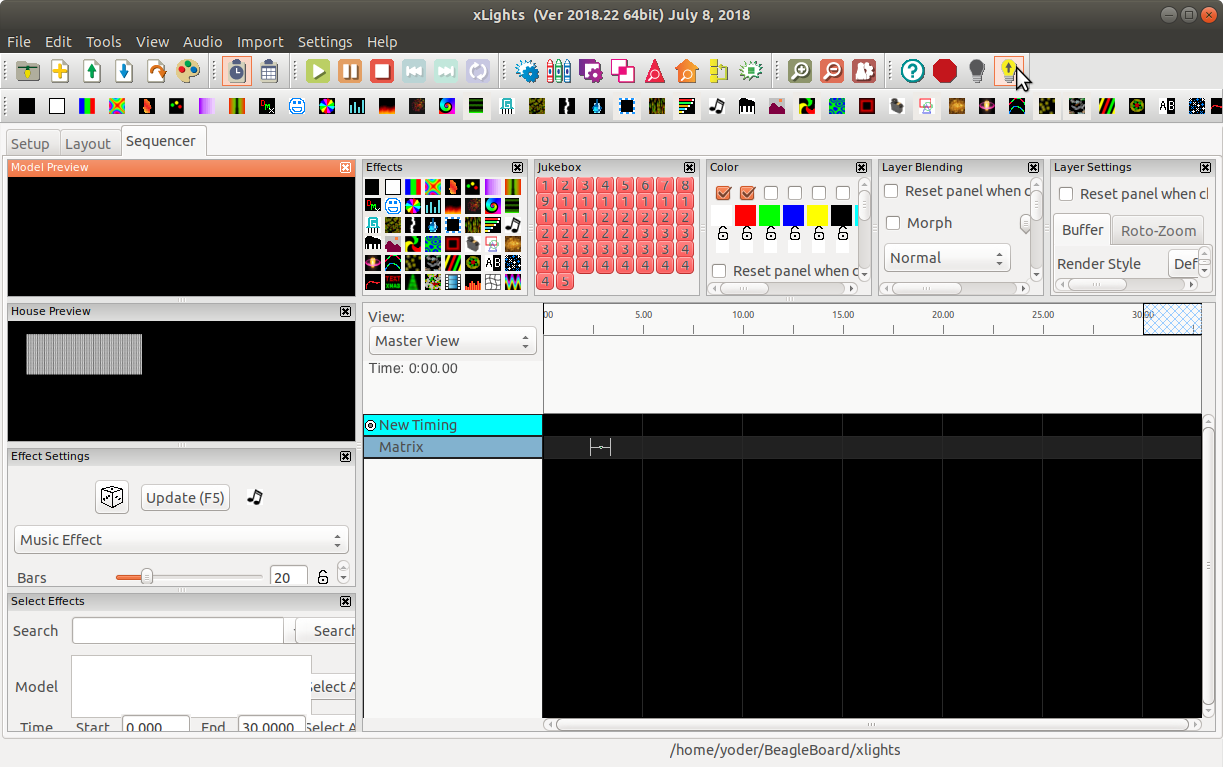 xLights  (Ver 2018.22 64bit) July 8, 2018
File Edit Tools View Audio Import Settings Help
Setup Layout Sequencer
Model Preview
Effects
Jukebox
1 2 3 4 5 6 7 8
9 1 1 1 1 1 1 1
1 1 1 2 2 2 2 2
2 2 2 2 2 3 3 3
3 3 3 3 3 3 3 4
4 4 4 4 4 4 4 4
4 5
Color
Reset panel when c
Layer Blending
Reset panel when c
Morph
Normal
Layer Settings
Reset panel when cl
Buffer Roto-Zoom
Render Style Def
House Preview
View:
Master View
Time: 0:00.00
00 5.00 10.00 15.00 20.00 25.00 30.00
New Timing
Matrix
Effect Settings
Update (F5)
Music Effect
Bars 20
Select Effects
Search Search
Model Select A
Time Start 0.000 End 30.0000 Select A
/home/yoder/BeagleBoard/xlights